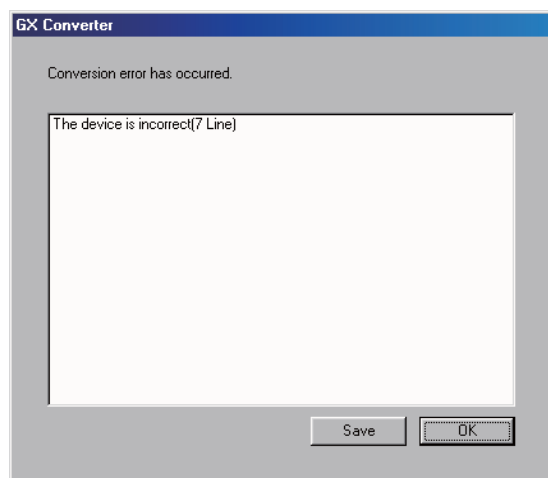 GX Converter
Conversion error has occurred.
The device is incorrect(7 Line)
Save
OK